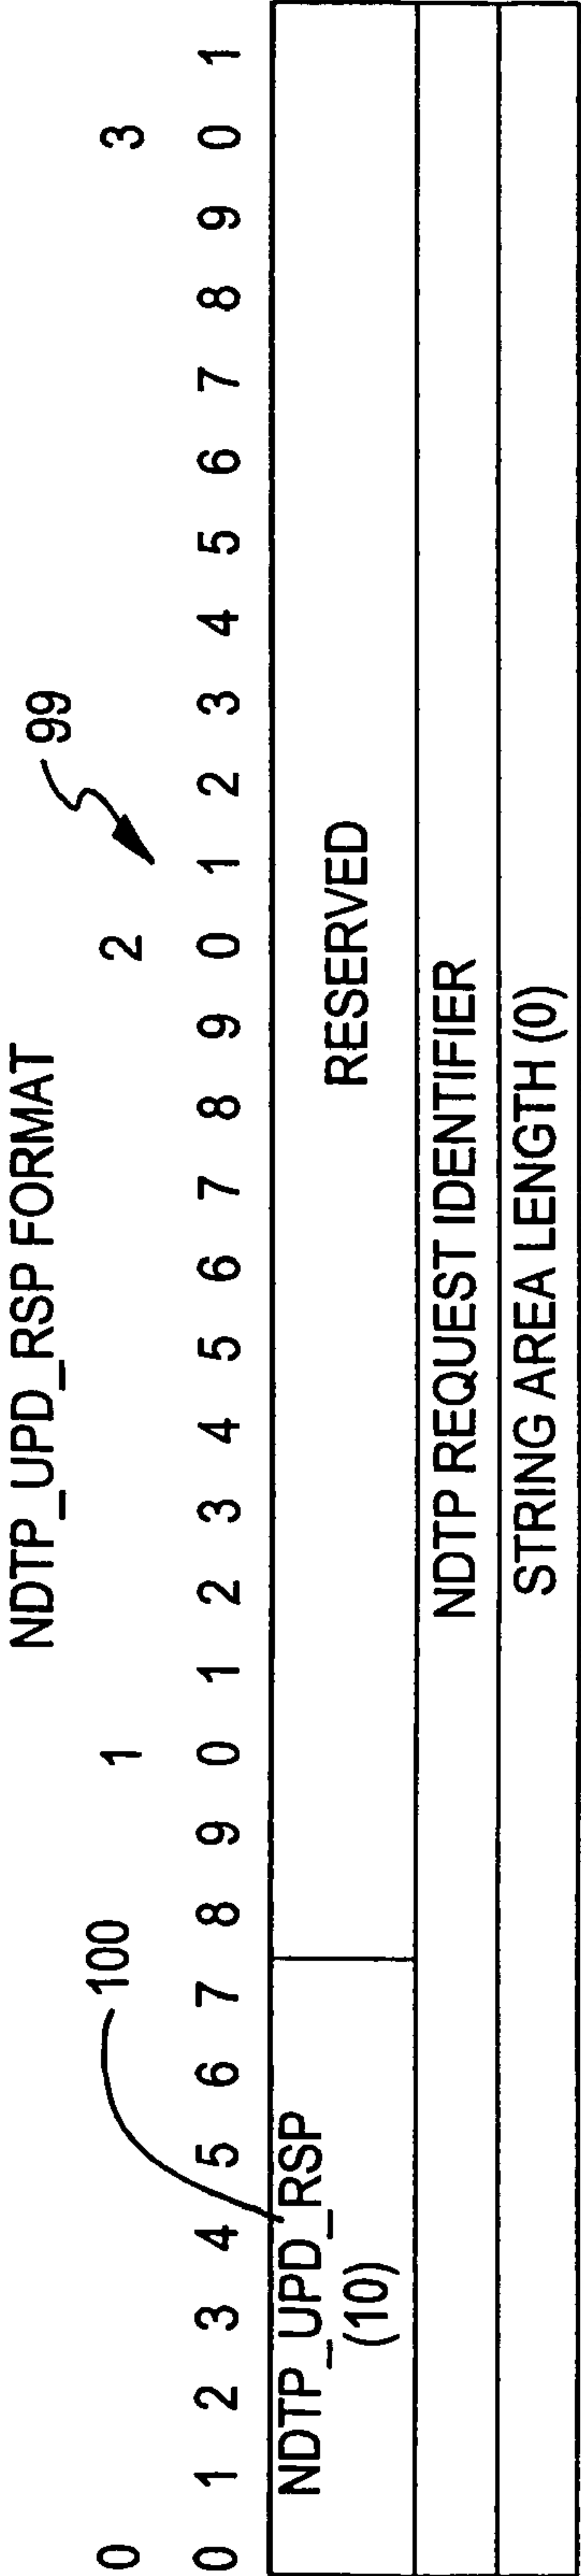 NDTP_UPD_RSP FORMAT
99
100
0 1 2 3
0 1 2 3 4 5 6 7 8 9 0 1 2 3 4 5 6 7 8 9 0 1 2 3 4 5 6 7 8 9 0 1
NDTP_UPD_RSP
(10)
RESERVED
NDTP REQUEST IDENTIFIER
STRING AREA LENGTH (0)